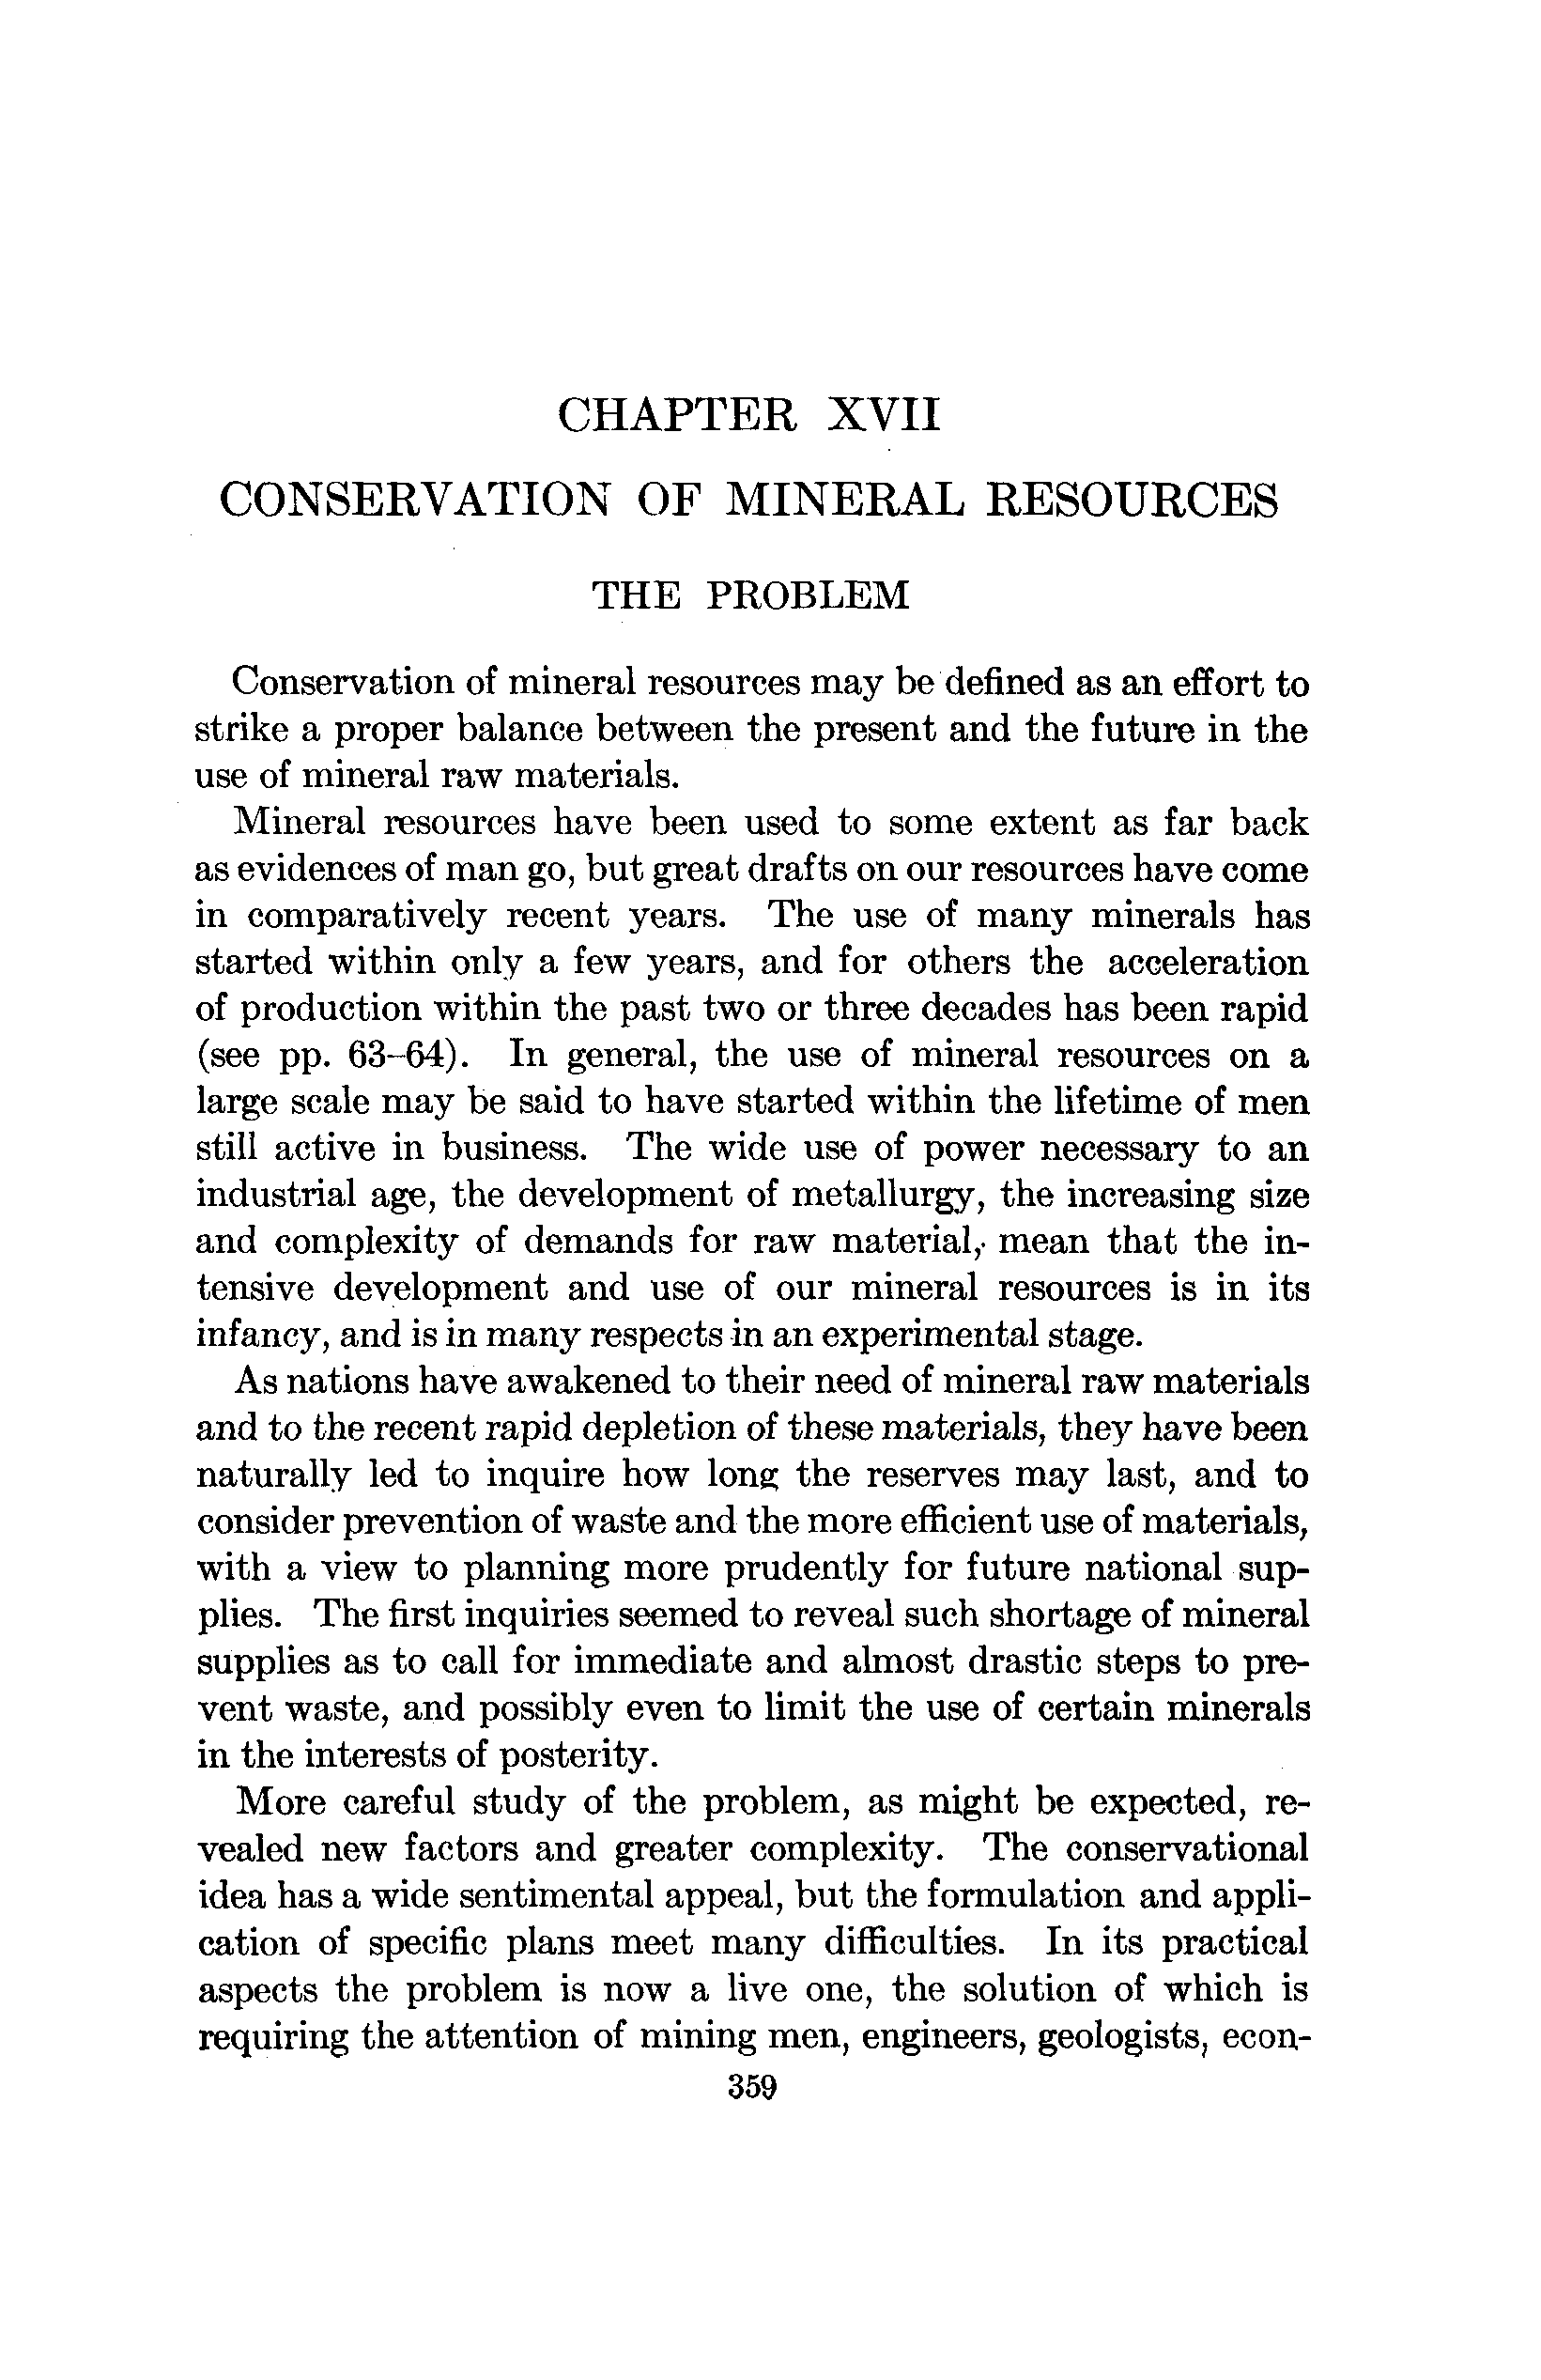 CHAPTER XVII
CONSERVATION OF MINERAL RESOURCES
THE PROBLEM
Conservation of mineral resources may be defined as an effort to
strike a proper balance between the present and the future in the
use of mineral raw materials.
Mineral resources have been used to some extent as far back
as evidences of man go, but great drafts on our resources have come
in comparatively recent years. The use of many minerals has
started within only a few years, and for others the acceleration
of production within the past two or three decades has been rapid
(see pp. 63–64). In general, the use of mineral resources on a
large scale may be said to have started within the lifetime of men
still active in business. The wide use of power necessary to an
industrial age, the development of metallurgy, the increasing size
and complexity of demands for raw material, mean that the in-
tensive development and use of our mineral resources is in its
infancy, and is in many respects in an experimental stage.
As nations have awakened to their need of mineral raw materials
and to the recent rapid depletion of these materials, they have been
naturally led to inquire how long the reserves may last, and to
consider prevention of waste and the more efficient use of materials,
with a view to planning more prudently for future national sup-
plies. The first inquiries seemed to reveal such shortage of mineral
supplies as to call for immediate and almost drastic steps to pre-
vent waste, and possibly even to limit the use of certain minerals
in the interests of posterity.
More careful study of the problem, as might be expected, re-
vealed new factors and greater complexity. The conservational
idea has a wide sentimental appeal, but the formulation and appli-
cation of specific plans meet many difficulties. In its practical
aspects the problem is now a live one, the solution of which is
requiring the attention of mining men, engineers, geologists, econ-
359